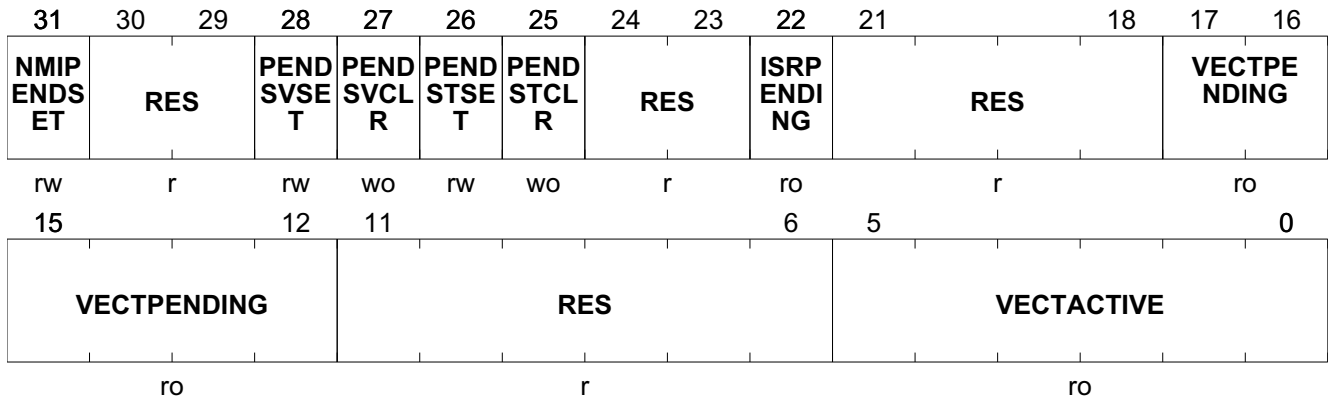 31 30 29 28 27 26 25 24 23 22 21 18 17 16
NMIP PEND PEND PEND PEND ISRP VECTPE
ENDS RES SVSE SVCL STSE STCL RES ENDI RES NDING
ET T R T R NG
rw r rw wo rw wo r ro r ro
15 12 11 6 5 0
VECTPENDING RES VECTACTIVE
ro r ro